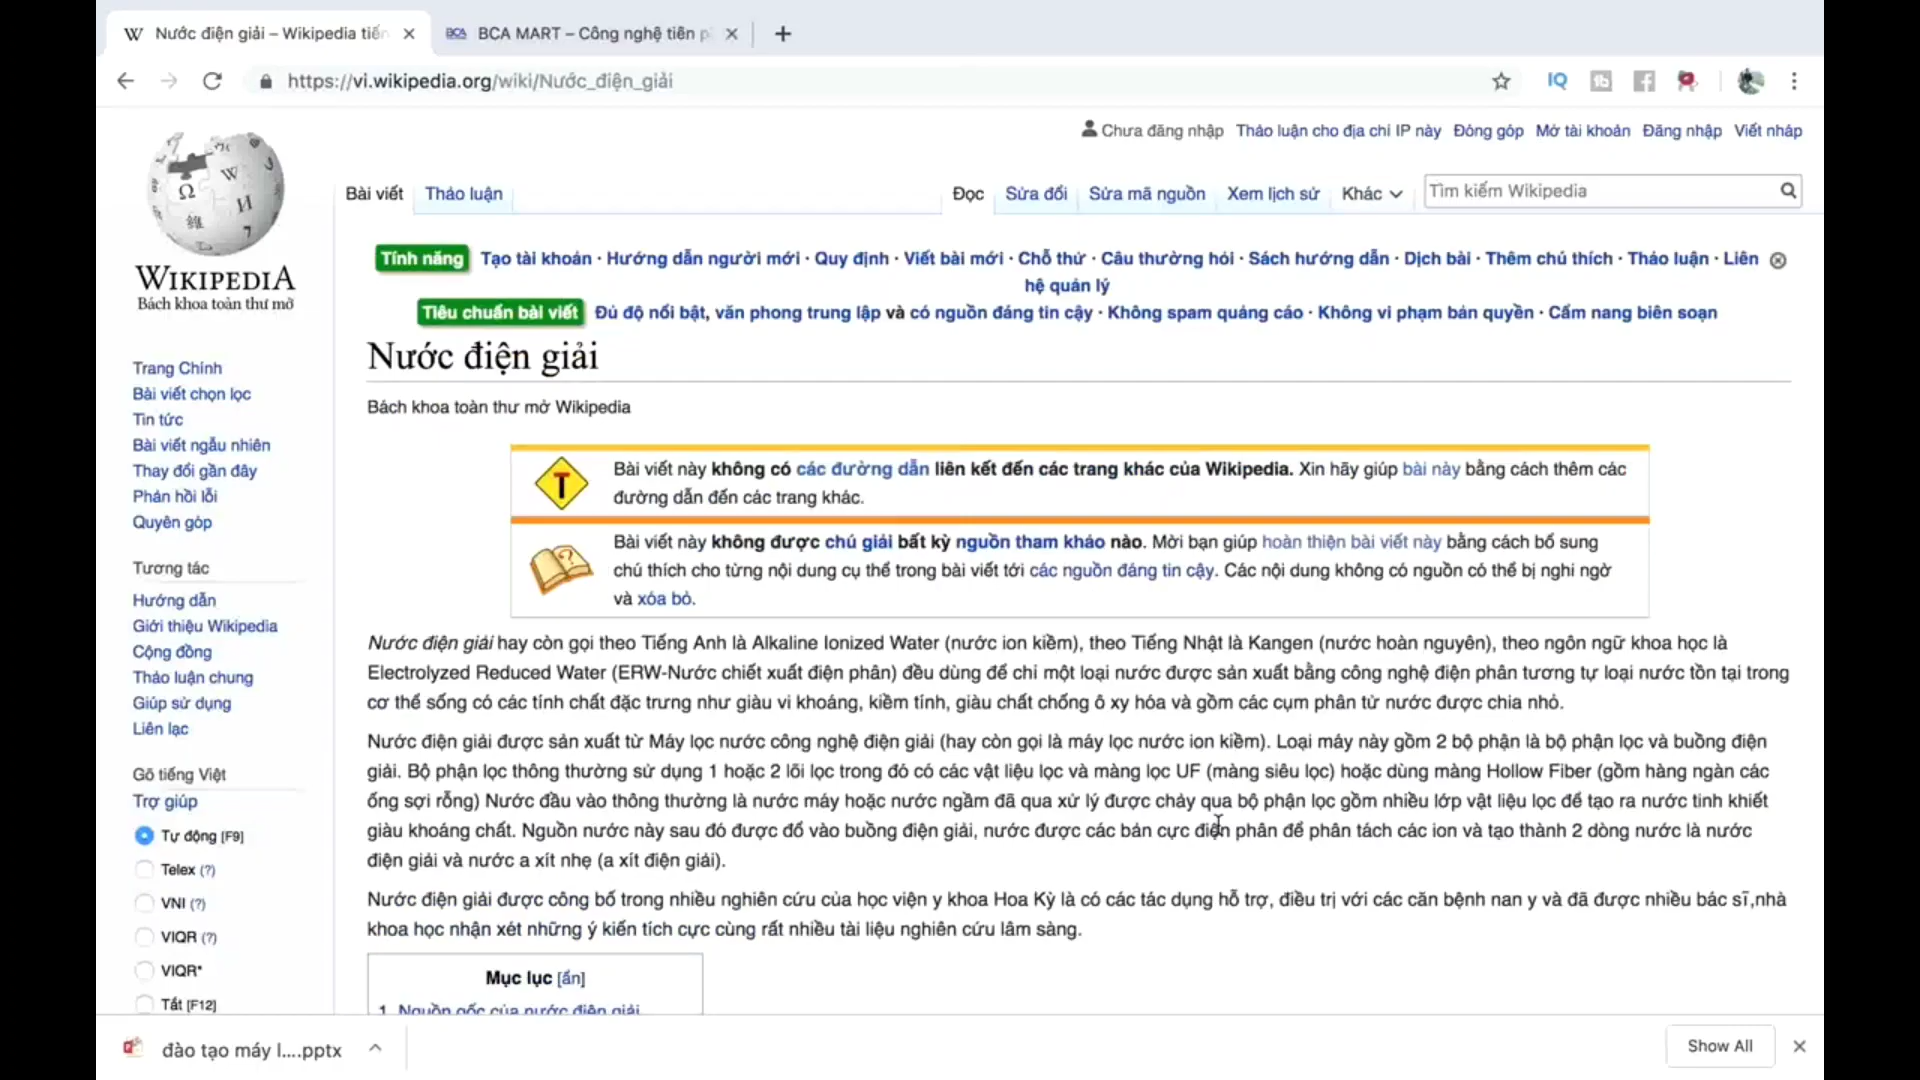 Nước điện giải – Wikipedia tiến
BCA BCA MART – Công nghệ tiên p
https://vi.wikipedia.org/wiki/Nước_điện_giải
IQ
Chưa đăng nhập Thảo luận cho địa chỉ IP này Đóng góp Mở tài khoản Đăng nhập Viết nháp
Bài viết Thảo luận Đọc Sửa đổi Sửa mã nguồn Xem lịch sử Khác Tìm kiếm Wikipedia
WIKIPEDIA
Bách khoa toàn thư mở
Tính năng Tạo tài khoản · Hướng dẫn người mới · Quy định · Viết bài mới · Chỗ thử · Câu thường hỏi · Sách hướng dẫn · Dịch bài · Thêm chú thích · Thảo luận · Liên
hệ quản lý
Tiêu chuẩn bài viết Đủ độ nổi bật, văn phong trung lập và có nguồn đáng tin cậy · Không spam quảng cáo · Không vi phạm bản quyền · Cẩm nang biên soạn
Nước điện giải
Bách khoa toàn thư mở Wikipedia
Trang Chính
Bài viết chọn lọc
Tin tức
Bài viết ngẫu nhiên
Thay đổi gần đây
Phản hồi lỗi
Quyên góp
Tương tác
Hướng dẫn
Giới thiệu Wikipedia
Cộng đồng
Thảo luận chung
Giúp sử dụng
Liên lạc
Gõ tiếng Việt
Trợ giúp
Tự động [F9]
Telex (?)
VNI (?)
VIQR (?)
VIQR*
Tắt [F12]
T
Bài viết này không có các đường dẫn liên kết đến các trang khác của Wikipedia. Xin hãy giúp bài này bằng cách thêm các
đường dẫn đến các trang khác.
Bài viết này không được chú giải bất kỳ nguồn tham khảo nào. Mời bạn giúp hoàn thiện bài viết này bằng cách bổ sung
chú thích cho từng nội dung cụ thể trong bài viết tới các nguồn đáng tin cậy. Các nội dung không có nguồn có thể bị nghi ngờ
và xóa bỏ.
Nước điện giải hay còn gọi theo Tiếng Anh là Alkaline Ionized Water (nước ion kiềm), theo Tiếng Nhật là Kangen (nước hoàn nguyên), theo ngôn ngữ khoa học là
Electrolyzed Reduced Water (ERW-Nước chiết xuất điện phân) đều dùng để chỉ một loại nước được sản xuất bằng công nghệ điện phân tương tự loại nước tồn tại trong
cơ thể sống có các tính chất đặc trưng như giàu vi khoáng, kiềm tính, giàu chất chống ô xy hóa và gồm các cụm phân tử nước được chia nhỏ.
Nước điện giải được sản xuất từ Máy lọc nước công nghệ điện giải (hay còn gọi là máy lọc nước ion kiềm). Loại máy này gồm 2 bộ phận là bộ phận lọc và buồng điện
giải. Bộ phận lọc thông thường sử dụng 1 hoặc 2 lõi lọc trong đó có các vật liệu lọc và màng lọc UF (màng siêu lọc) hoặc dùng màng Hollow Fiber (gồm hàng ngàn các
ống sợi rỗng) Nước đầu vào thông thường là nước máy hoặc nước ngầm đã qua xử lý được chảy qua bộ phận lọc gồm nhiều lớp vật liệu lọc để tạo ra nước tinh khiết
giàu khoáng chất. Nguồn nước này sau đó được đổ vào buồng điện giải, nước được các bản cực điện phân để phân tách các ion và tạo thành 2 dòng nước là nước
điện giải và nước a xít nhẹ (a xít điện giải).
Nước điện giải được công bố trong nhiều nghiên cứu của học viện y khoa Hoa Kỳ là có các tác dụng hỗ trợ, điều trị với các căn bệnh nan y và đã được nhiều bác sĩ,nhà
khoa học nhận xét những ý kiến tích cực cùng rất nhiều tài liệu nghiên cứu lâm sàng.
Mục lục [ẩn]
1. Nguồn gốc của nước điện giải
đào tạo máy l....pptx
Show All